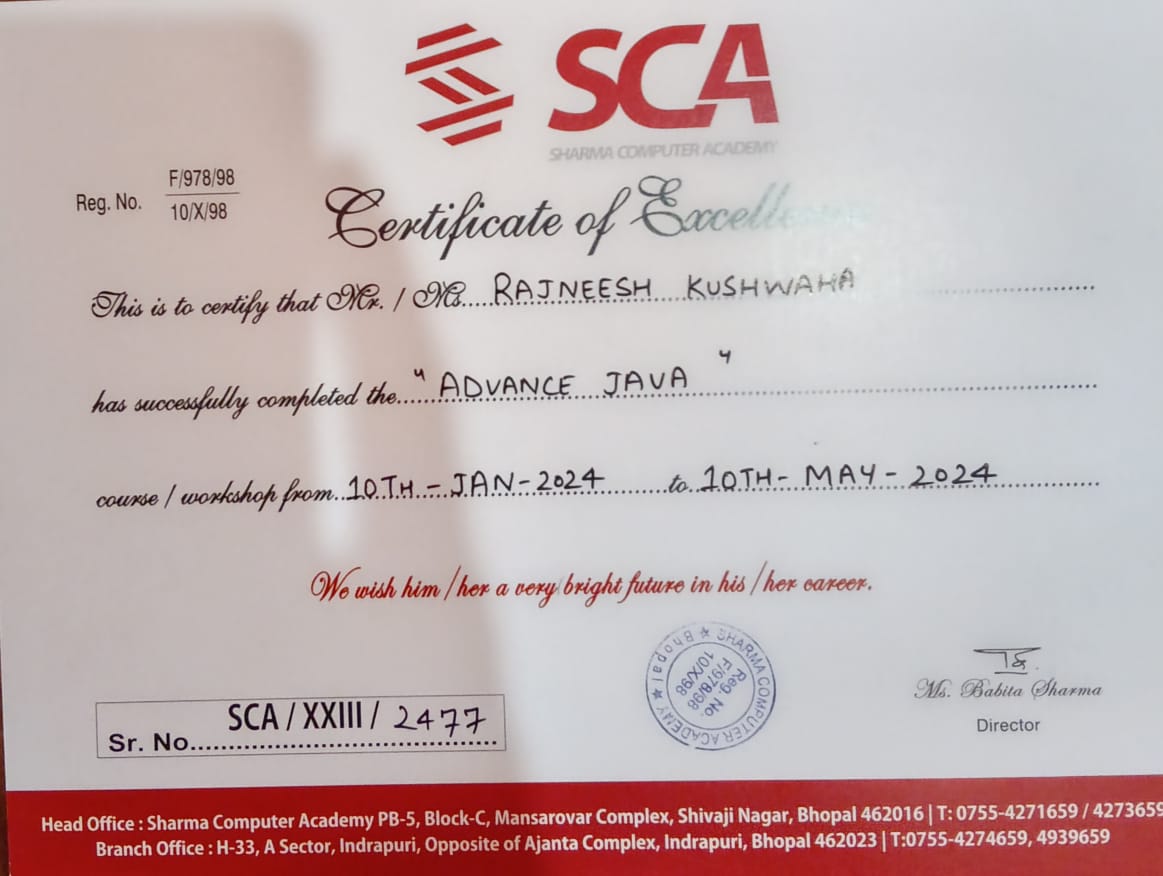 SCA
SHARMA COMPUTER ACADEMY
Reg. No. F/978/98
10/X/98
Certificate of Excellence
This is to certify that Mr. / Ms. RAJNEESH KUSHWAHA
has successfully completed the "ADVANCE JAVA"
course / workshop from 10TH - JAN - 2024 to 10TH - MAY - 2024
We wish him / her a very bright future in his / her career.
SHARMA COMPUTER ACADEMY ★ Bhopal ★
Reg. No.
F/978/98
10/X/98
Ms. Babita Sharma
Director
SCA / XXIII / 2477
Sr. No.
Head Office : Sharma Computer Academy PB-5, Block-C, Mansarovar Complex, Shivaji Nagar, Bhopal 462016 | T: 0755-4271659 / 4273659
Branch Office : H-33, A Sector, Indrapuri, Opposite of Ajanta Complex, Indrapuri, Bhopal 462023 | T:0755-4274659, 4939659